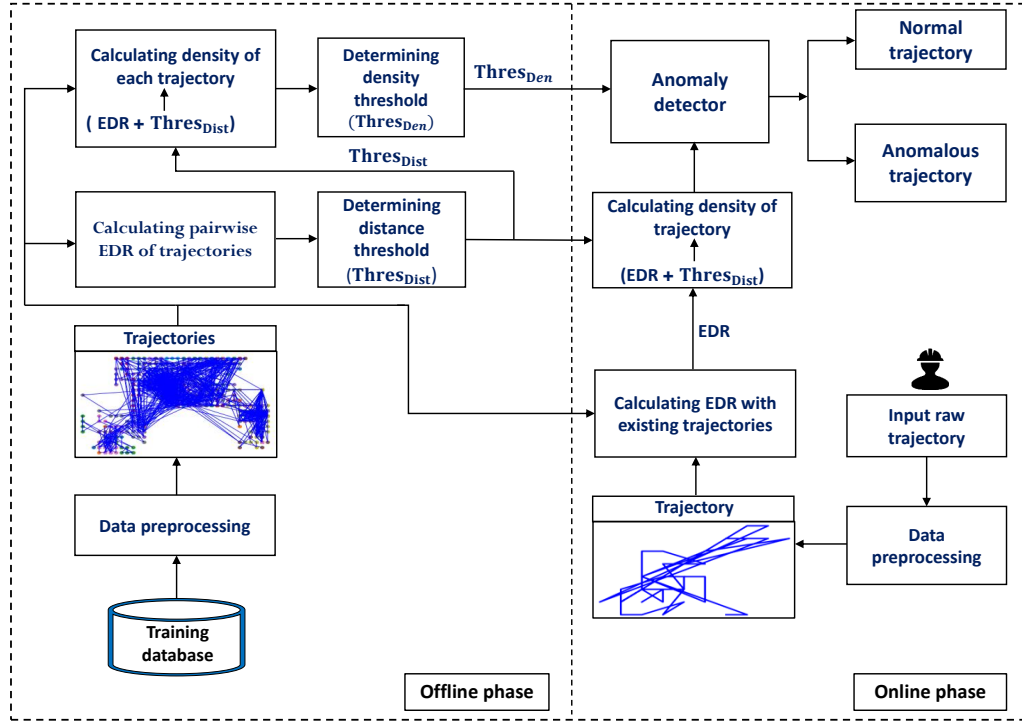 Calculating density of
each trajectory
( EDR + Thres_Dist)
Determining
density
threshold
(Thres_Den)
Thres_Den
Anomaly
detector
Normal
trajectory
Anomalous
trajectory
Thres_Dist
Calculating pairwise
EDR of trajectories
Determining
distance
threshold
(Thres_Dist)
Calculating density of
trajectory
(EDR + Thres_Dist)
EDR
Trajectories
Calculating EDR with
existing trajectories
Input raw
trajectory
Data preprocessing
Trajectory
Data
preprocessing
Training
database
Offline phase
Online phase